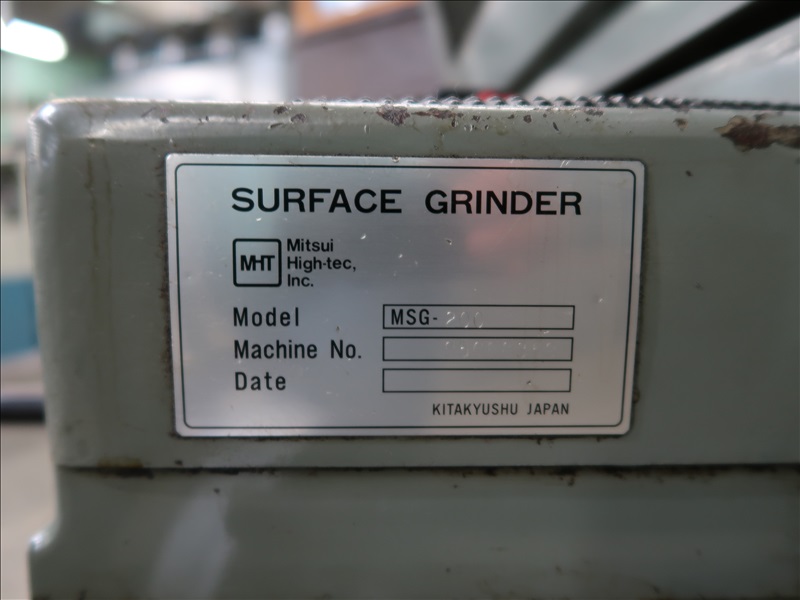 SURFACE GRINDER
MHT
Mitsui
High-tec,
Inc.
Model MSG-
Machine No.
Date
KITAKYUSHU JAPAN